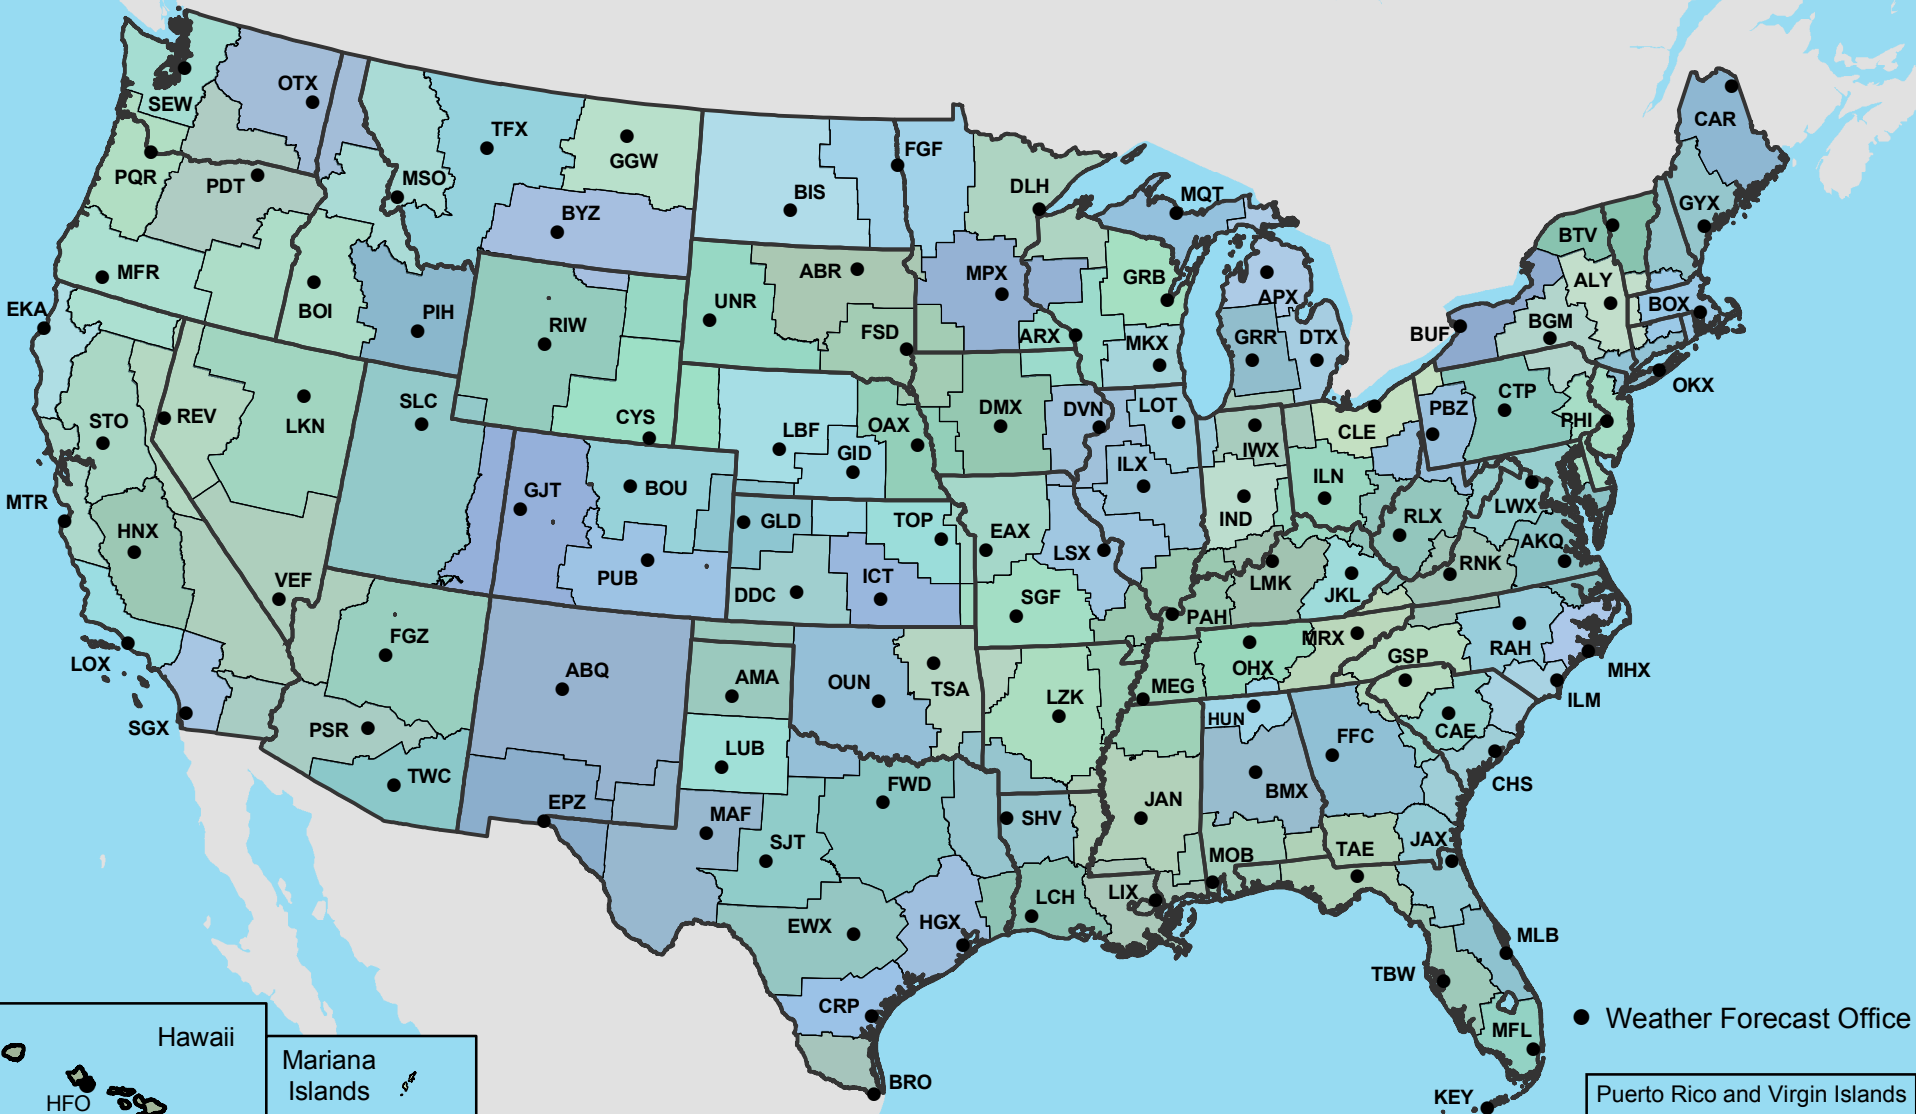 SEW
OTX
TFX
GGW
BIS
FGF
DLH
MQT
CAR
GYX
BTV
ALY
BOX
BGM
BUF
OKX
PQR
PDT
MSO
BYZ
ABR
MPX
GRB
APX
MFR
BOI
PIH
RIW
UNR
FSD
ARX
MKX
GRR
DTX
EKA
STO
REV
LKN
SLC
CYS
LBF
GID
OAX
DMX
DVN
LOT
IWX
CLE
PBZ
CTP
PHI
MTR
HNX
VEF
GJT
BOU
PUB
GLD
TOP
DDC
ICT
EAX
LSX
ILX
IND
ILN
RLX
LWX
AKQ
RNK
LMK
JKL
SGF
PAH
LOX
SGX
FGZ
PSR
TWC
ABQ
EPZ
AMA
LUB
OUN
TSA
LZK
MEG
OHX
MRX
GSP
RAH
MHX
ILM
HUN
FFC
CAE
CHS
BMX
MAF
SJT
FWD
SHV
JAN
MOB
TAE
JAX
EWX
HGX
LCH
LIX
CRP
BRO
TBW
MLB
MFL
KEY
Hawaii
HFO
Mariana
Islands
Weather Forecast Office
Puerto Rico and Virgin Islands